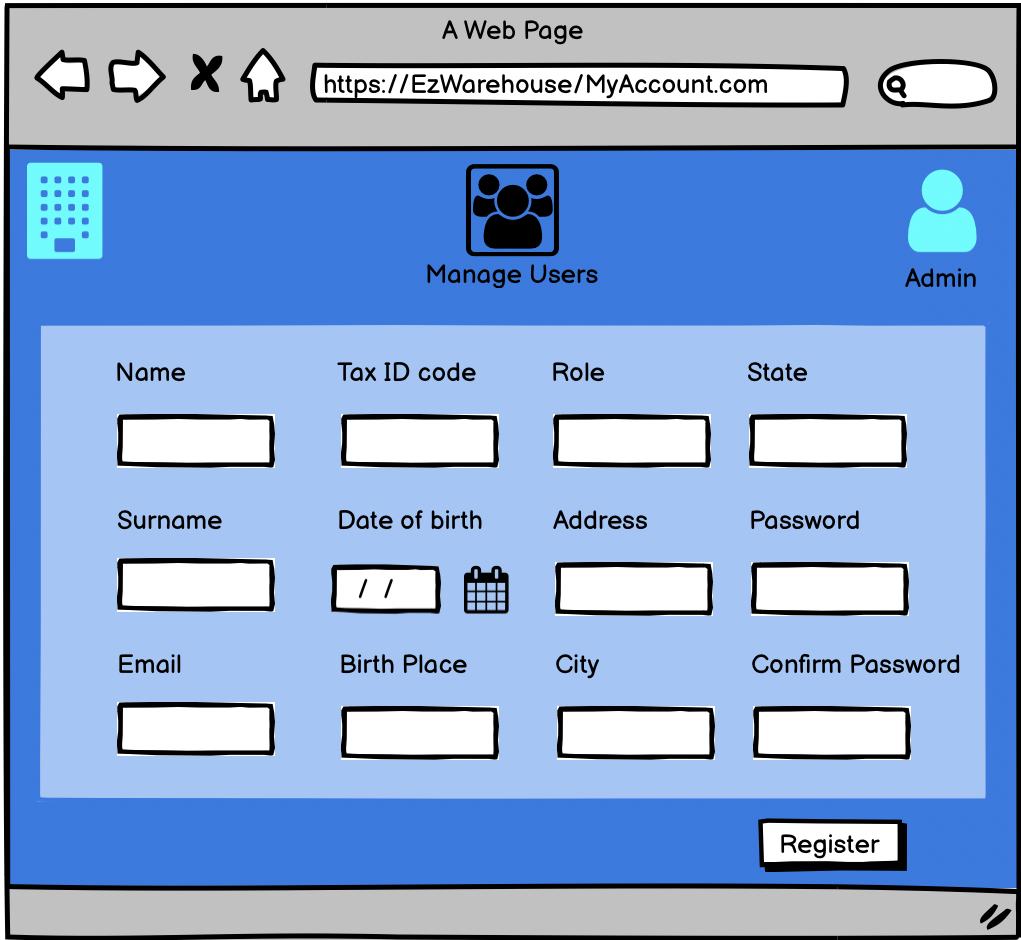 A Web Page
https://EzWarehouse/MyAccount.com
Manage Users
Admin
Name Tax ID code Role State
Surname Date of birth Address Password
/ /
Email Birth Place City Confirm Password
Register